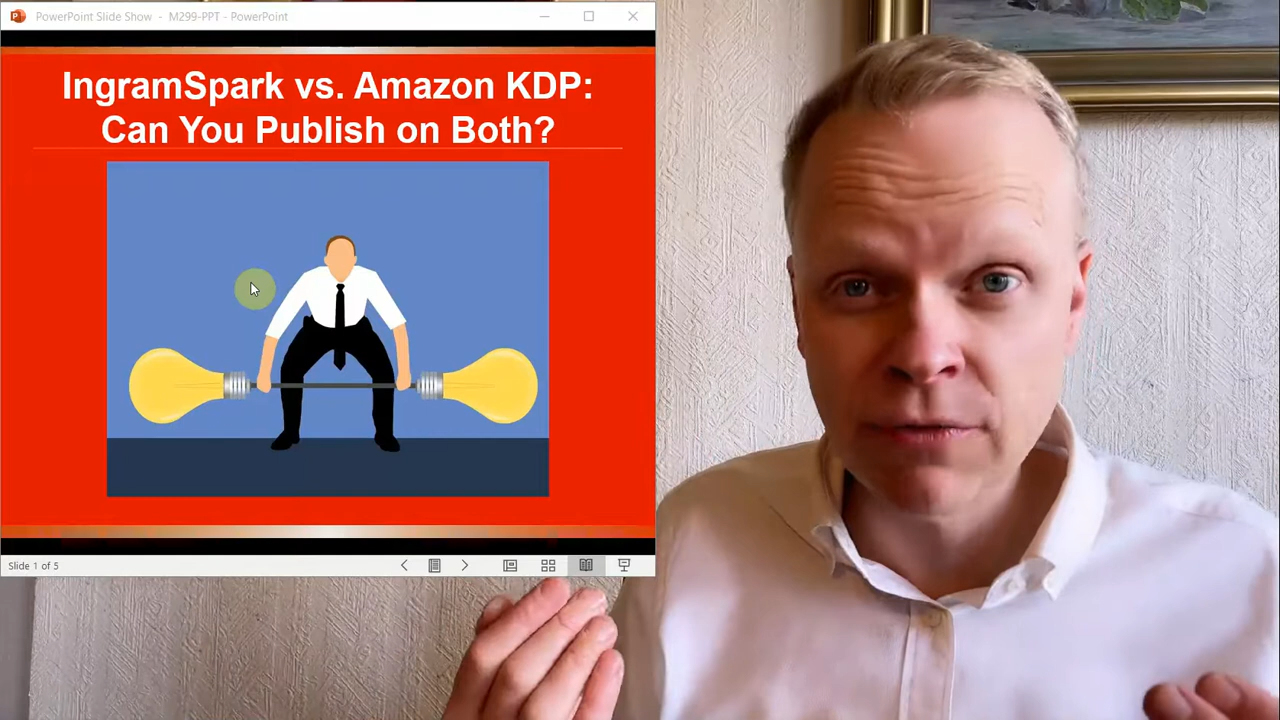 PowerPoint Slide Show - M299-PPT - PowerPoint
IngramSpark vs. Amazon KDP:
Can You Publish on Both?
Slide 1 of 5